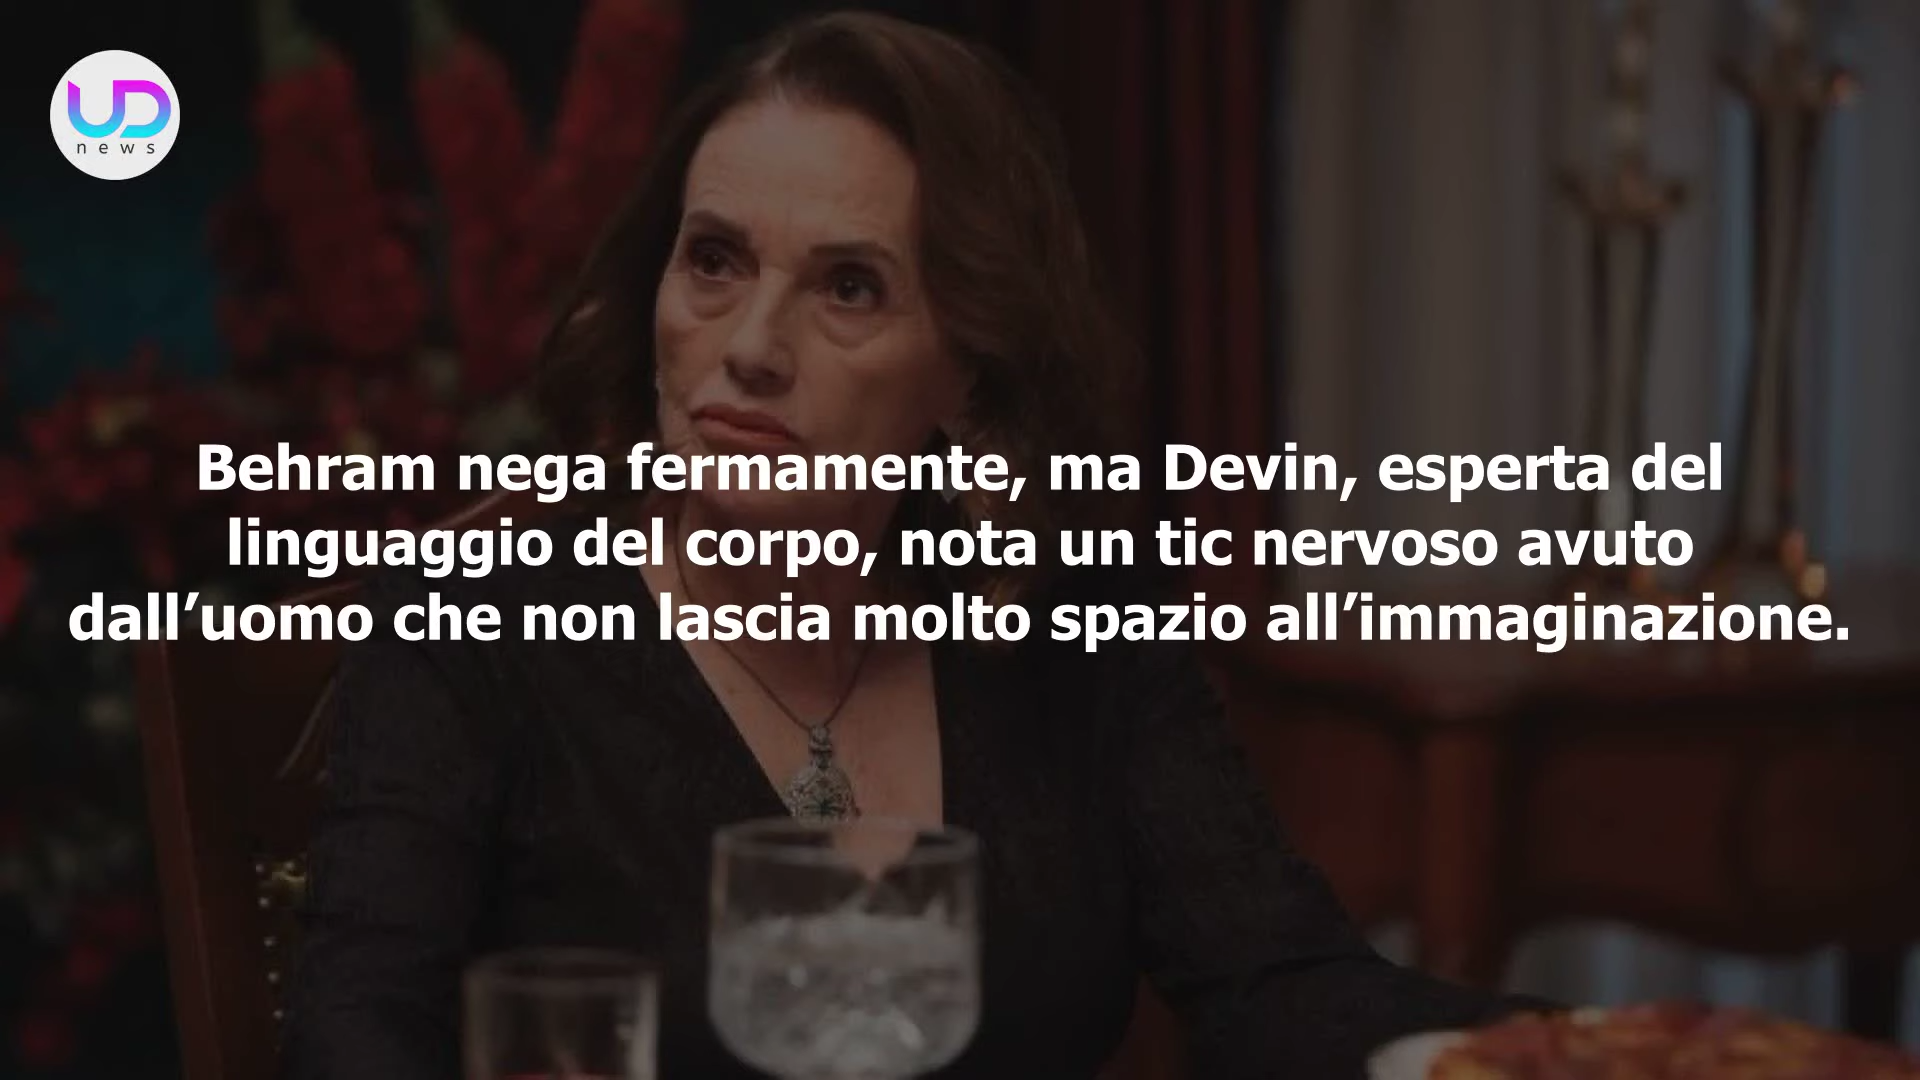 UD
news
Behram nega fermamente, ma Devin, esperta del
linguaggio del corpo, nota un tic nervoso avuto
dall’uomo che non lascia molto spazio all’immaginazione.